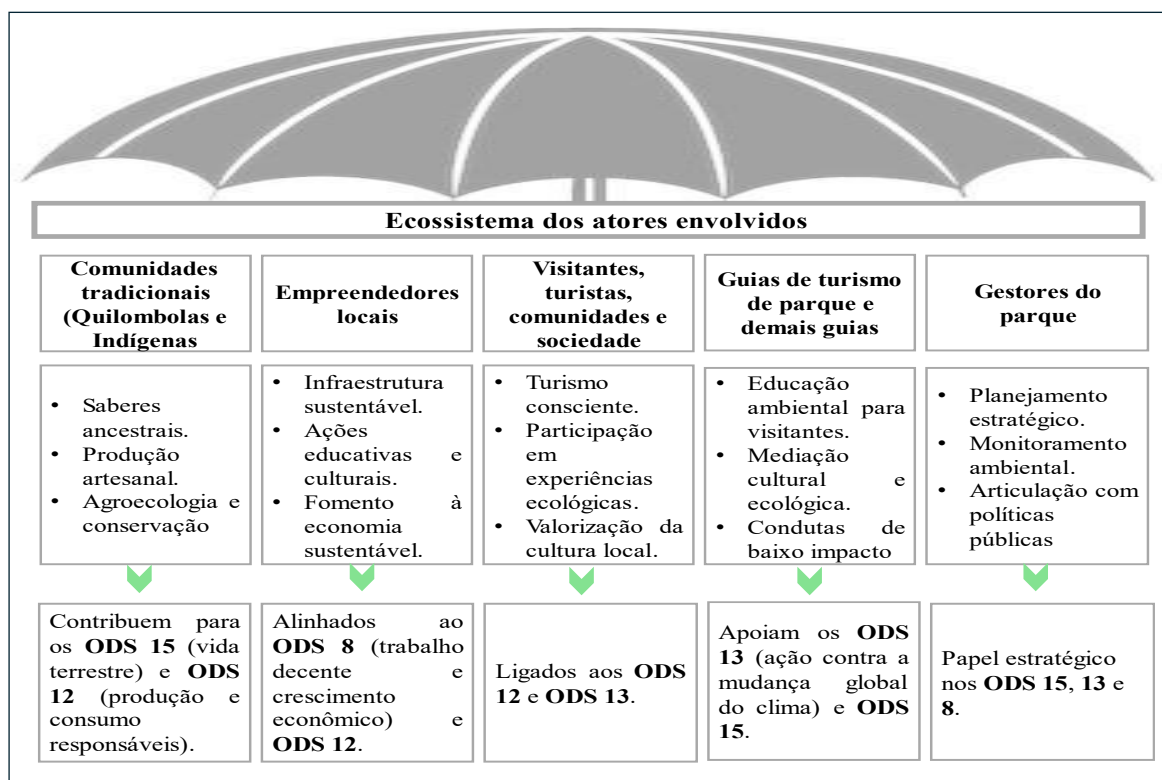 Ecossistema dos atores envolvidos
Comunidades
tradicionais
(Quilombolas e
Indígenas
• Saberes
ancestrais.
• Produção
artesanal.
• Agroecologia e
conservação
Contribuem para
os ODS 15 (vida
terrestre) e ODS
12 (produção e
consumo
responsáveis).
Empreendedores
locais
• Infraestrutura
sustentável.
• Ações
educativas e
culturais.
• Fomento à
economia
sustentável.
Alinhados ao
ODS 8 (trabalho
decente e
crescimento
econômico) e
ODS 12.
Visitantes,
turistas,
comunidades e
sociedade
• Turismo
consciente.
• Participação
em
experiências
ecológicas.
• Valorização da
cultura local.
Ligados aos ODS
12 e ODS 13.
Guias de turismo
de parque e
demais guias
• Educação
ambiental para
visitantes.
• Mediação
cultural e
ecológica.
• Condutas de
baixo impacto
Apoiam os ODS
13 (ação contra a
mudança global
do clima) e ODS
15.
Gestores do
parque
• Planejamento
estratégico.
• Monitoramento
ambiental.
• Articulação com
políticas
públicas
Papel estratégico
nos ODS 15, 13 e
8.